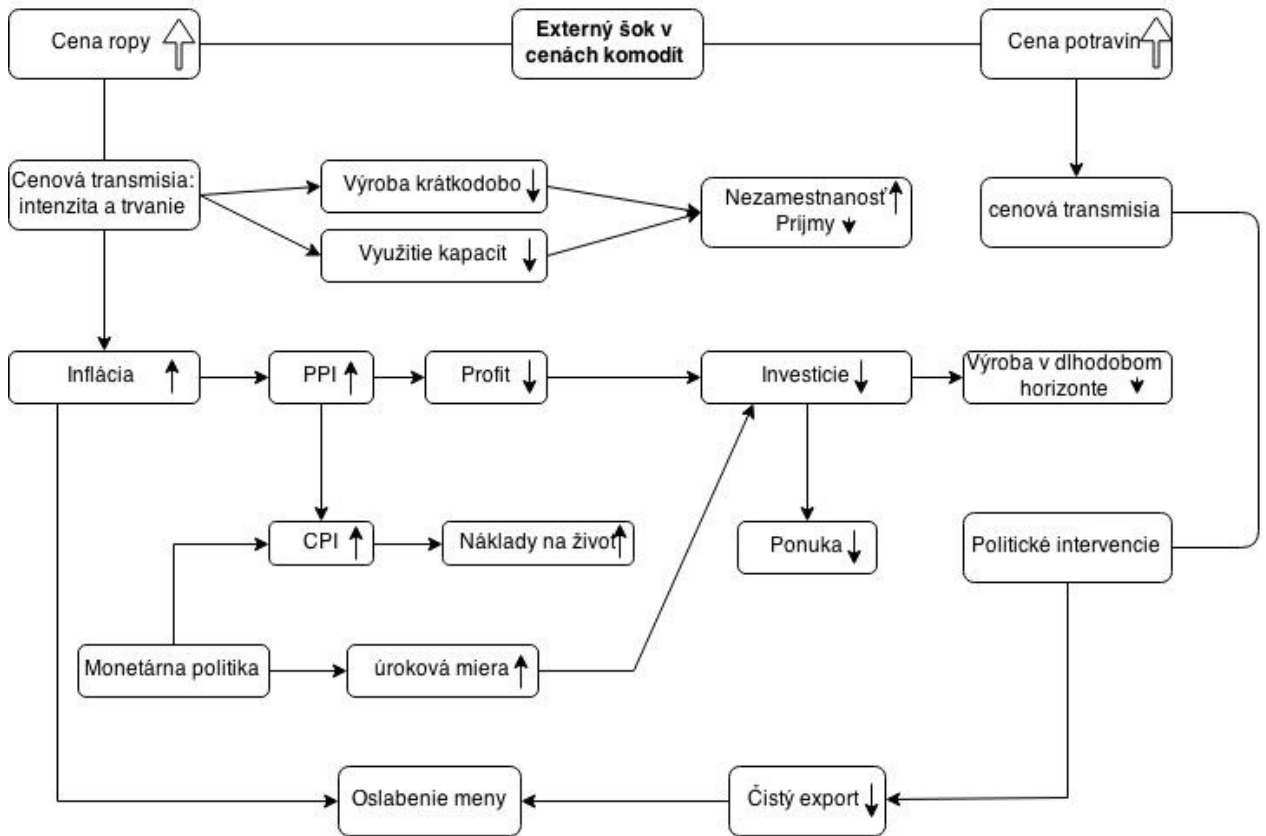 Cena ropy
Externý šok v
cenách komodít
Cena potravín
Cenová transmisia:
intenzita a trvanie
Výroba krátkodobo
Využitie kapacít
Nezamestnanosť
Príjmy
cenová transmisia
Inflácia
PPI
Profit
Investície
Výroba v dlhodobom
horizonte
CPI
Náklady na život
Ponuka
Politické intervencie
Monetárna politika
úroková miera
Oslabenie meny
Čistý export